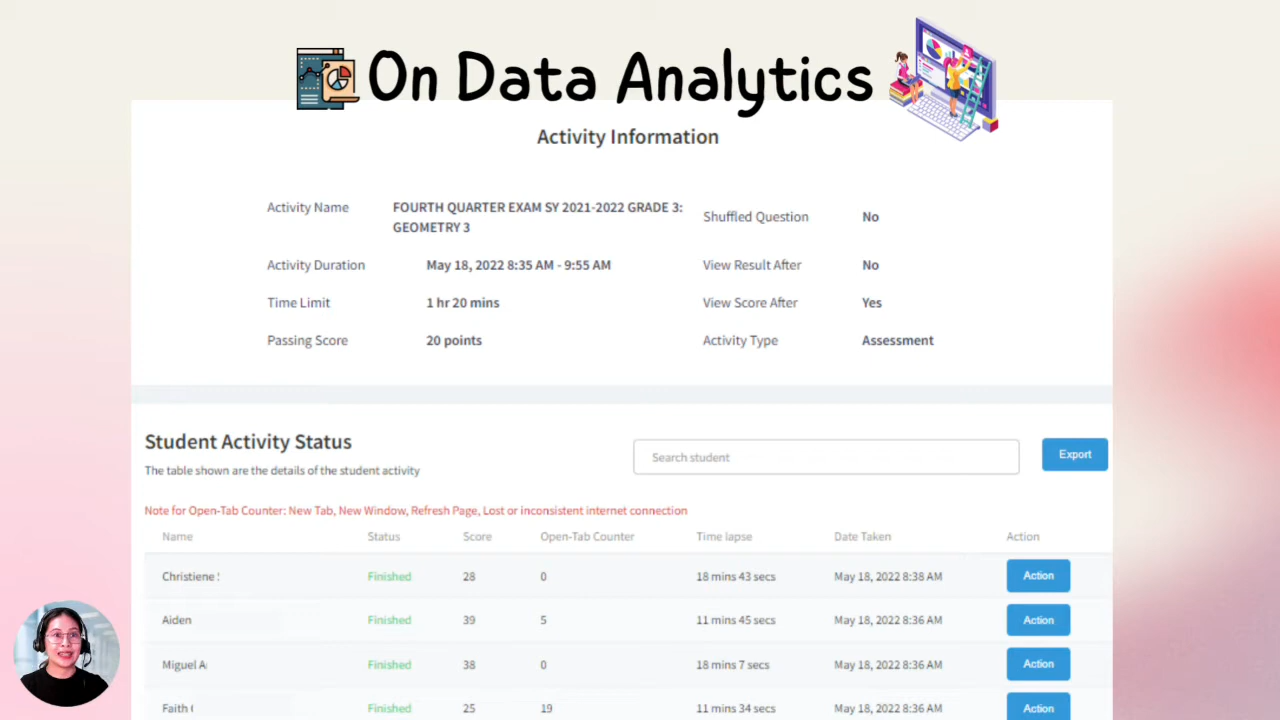 On Data Analytics
Activity Information
Activity Name FOURTH QUARTER EXAM SY 2021-2022 GRADE 3:
GEOMETRY 3
Shuffled Question No
Activity Duration May 18, 2022 8:35 AM - 9:55 AM View Result After No
Time Limit 1 hr 20 mins View Score After Yes
Passing Score 20 points Activity Type Assessment
Student Activity Status
The table shown are the details of the student activity
Search student
Export
Note for Open-Tab Counter: New Tab, New Window, Refresh Page, Lost or inconsistent internet connection
Name Status Score Open-Tab Counter Time lapse Date Taken Action
Christiene Finished 28 0 18 mins 43 secs May 18, 2022 8:38 AM Action
Aiden Finished 39 5 11 mins 45 secs May 18, 2022 8:36 AM Action
Miguel A Finished 38 0 18 mins 7 secs May 18, 2022 8:36 AM Action
Faith Finished 25 19 11 mins 34 secs May 18, 2022 8:36 AM Action